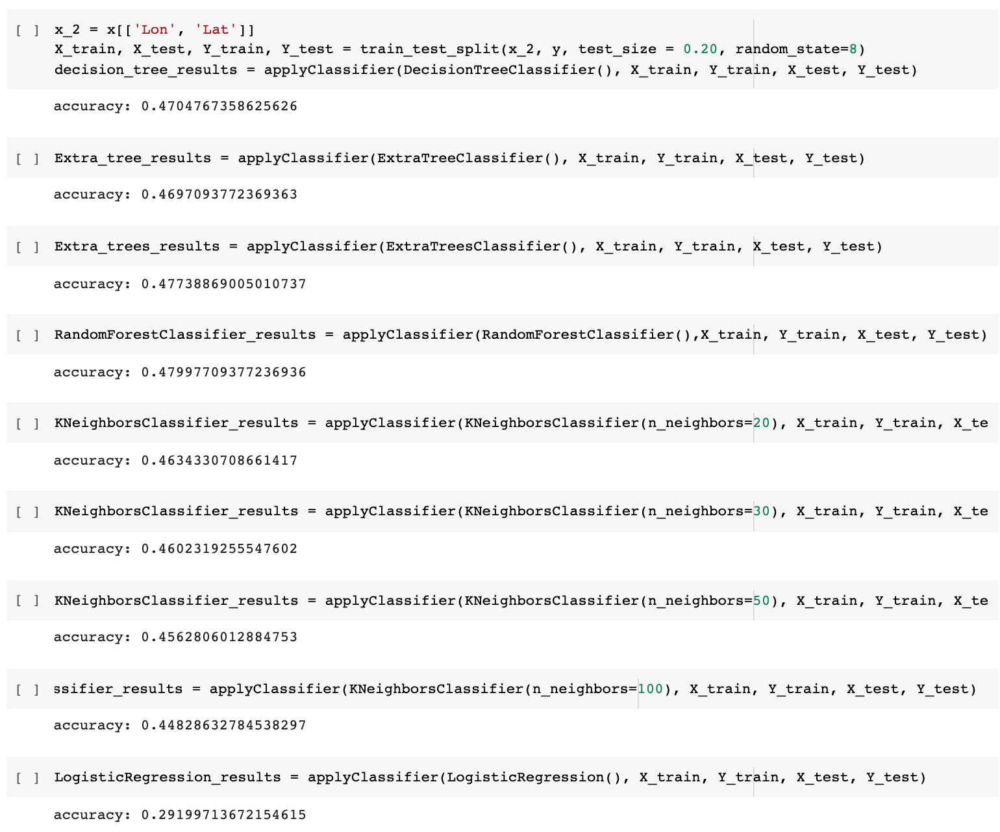 [ ] x_2 = x[['Lon', 'Lat']]
X_train, X_test, Y_train, Y_test = train_test_split(x_2, y, test_size = 0.20, random_state=8)
decision_tree_results = applyClassifier(DecisionTreeClassifier(), X_train, Y_train, X_test, Y_test)
accuracy: 0.4704767358625626
[ ] Extra_tree_results = applyClassifier(ExtraTreeClassifier(), X_train, Y_train, X_test, Y_test)
accuracy: 0.4697093772369363
[ ] Extra_trees_results = applyClassifier(ExtraTreesClassifier(), X_train, Y_train, X_test, Y_test)
accuracy: 0.47738869005010737
[ ] RandomForestClassifier_results = applyClassifier(RandomForestClassifier(),X_train, Y_train, X_test, Y_test)
accuracy: 0.47997709377236936
[ ] KNeighborsClassifier_results = applyClassifier(KNeighborsClassifier(n_neighbors=20), X_train, Y_train, X_te
accuracy: 0.4634330708661417
[ ] KNeighborsClassifier_results = applyClassifier(KNeighborsClassifier(n_neighbors=30), X_train, Y_train, X_te
accuracy: 0.4602319255547602
[ ] KNeighborsClassifier_results = applyClassifier(KNeighborsClassifier(n_neighbors=50), X_train, Y_train, X_te
accuracy: 0.4562806012884753
[ ] ssifier_results = applyClassifier(KNeighborsClassifier(n_neighbors=100), X_train, Y_train, X_test, Y_test)
accuracy: 0.44828632784538297
[ ] LogisticRegression_results = applyClassifier(LogisticRegression(), X_train, Y_train, X_test, Y_test)
accuracy: 0.29199713672154615